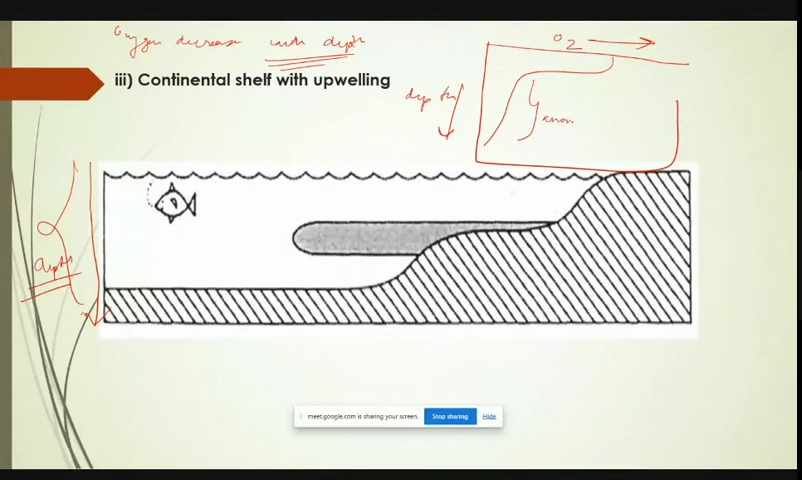 Oxygen decrease with depth
O2
iii) Continental shelf with upwelling
depth
anox.
depth
meet.google.com is sharing your screen. Stop sharing Hide